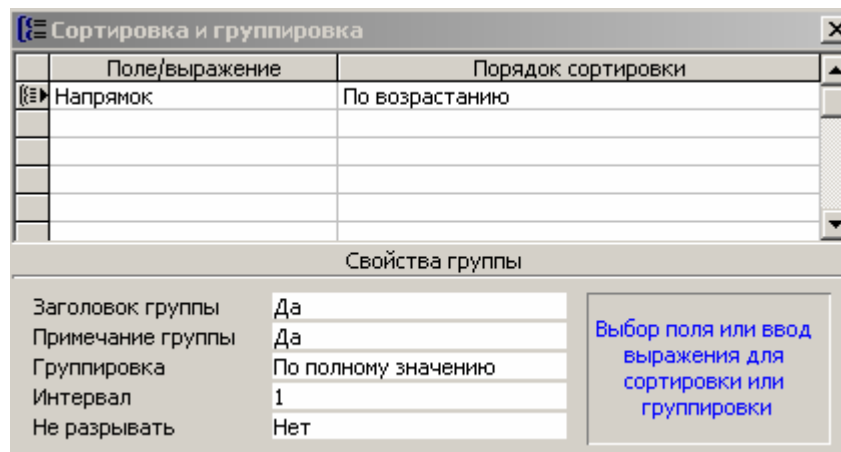 Сортировка и группировка
Поле/выражение Порядок сортировки
Напрямок По возрастанию
Свойства группы
Заголовок группы Да
Примечание группы Да
Группировка По полному значению
Интервал 1
Не разрывать Нет
Выбор поля или ввод
выражения для
сортировки или
группировки